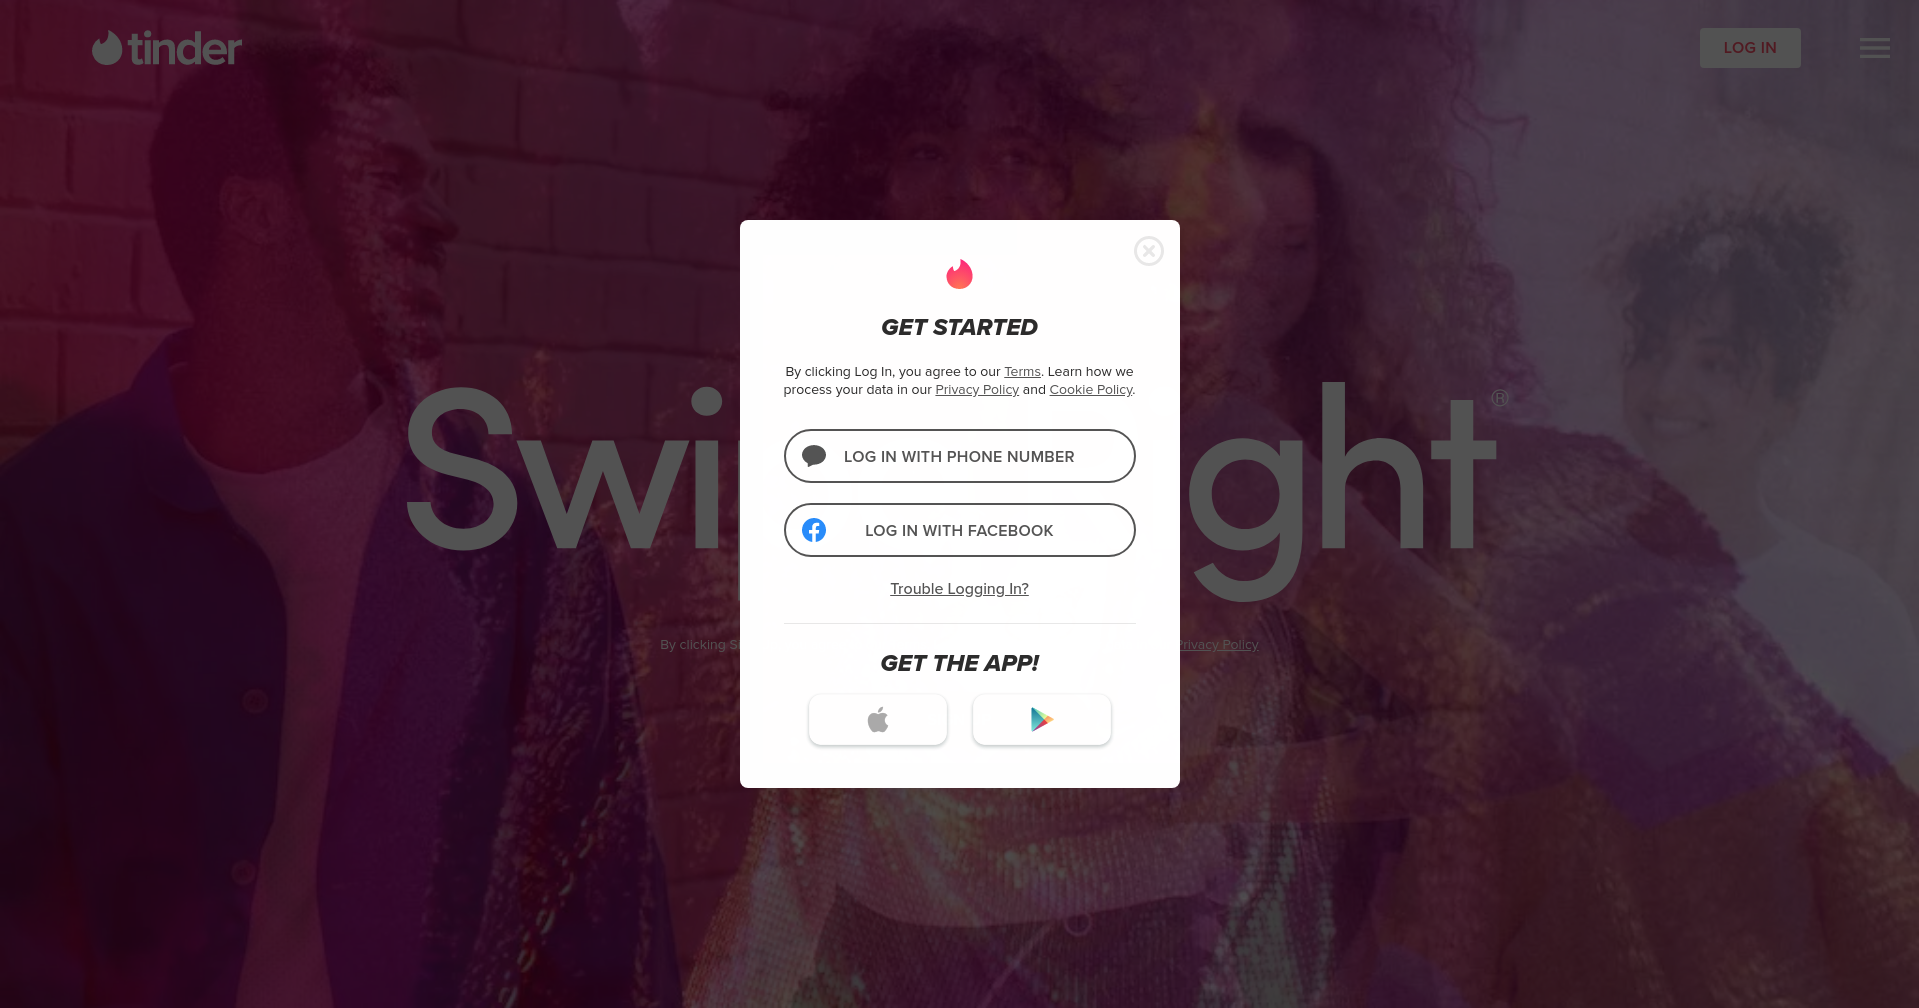 tinder
LOG IN
GET STARTED
By clicking Log In, you agree to our Terms. Learn how we
process your data in our Privacy Policy and Cookie Policy.
LOG IN WITH PHONE NUMBER
LOG IN WITH FACEBOOK
Trouble Logging In?
GET THE APP!
Swi ght®
By clicking Privacy Policy